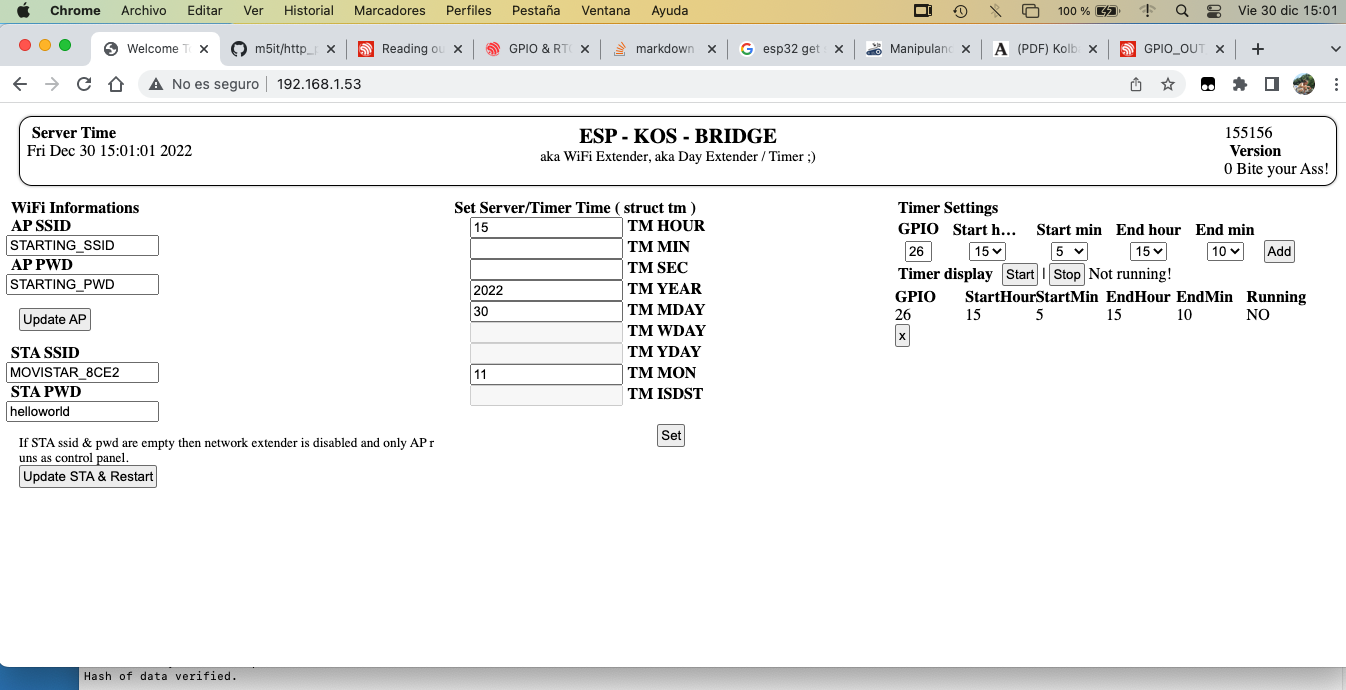 Chrome Archivo Editar Ver Historial Marcadores Perfiles Pestaña Ventana Ayuda 100 % Vie 30 dic 15:01
Welcome T m5it/http_ Reading ou GPIO & RT markdown esp32 get Manipulan (PDF) Kolb GPIO_OUT
No es seguro 192.168.1.53
Server Time ESP - KOS - BRIDGE 155156
Fri Dec 30 15:01:01 2022 aka WiFi Extender, aka Day Extender / Timer ;) Version
0 Bite your Ass!
WiFi Informations
AP SSID
STARTING_SSID
AP PWD
STARTING_PWD
Update AP
STA SSID
MOVISTAR_8CE2
STA PWD
helloworld
If STA ssid & pwd are empty then network extender is disabled and only AP r
uns as control panel.
Update STA & Restart
Set Server/Timer Time ( struct tm )
15 TM HOUR
TM MIN
TM SEC
2022 TM YEAR
30 TM MDAY
TM WDAY
TM YDAY
11 TM MON
TM ISDST
Set
Timer Settings
GPIO Start h... Start min End hour End min
26 15 5 15 10 Add
Timer display Start | Stop Not running!
GPIO StartHour StartMin EndHour EndMin Running
26 15 5 15 10 NO
x
Hash of data verified.